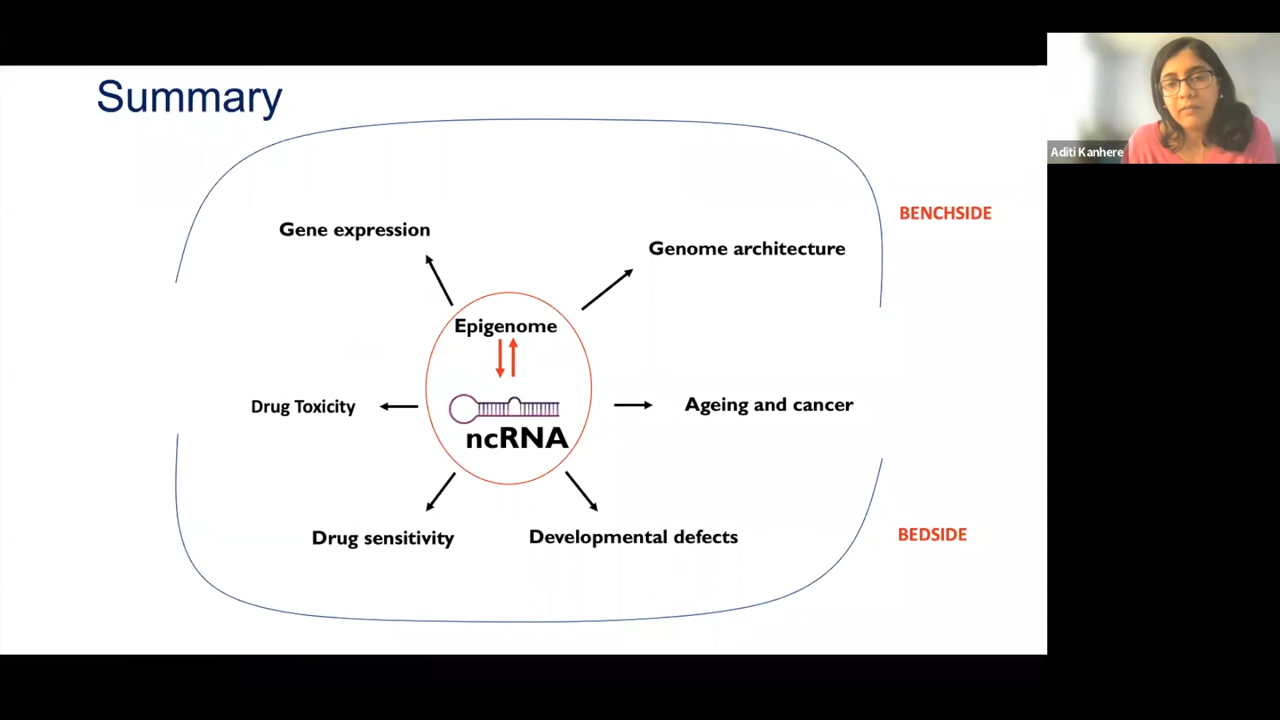 Summary
Aditi Kanhere
BENCHSIDE
Gene expression
Genome architecture
Epigenome
Drug Toxicity
Ageing and cancer
ncRNA
Drug sensitivity
Developmental defects
BEDSIDE